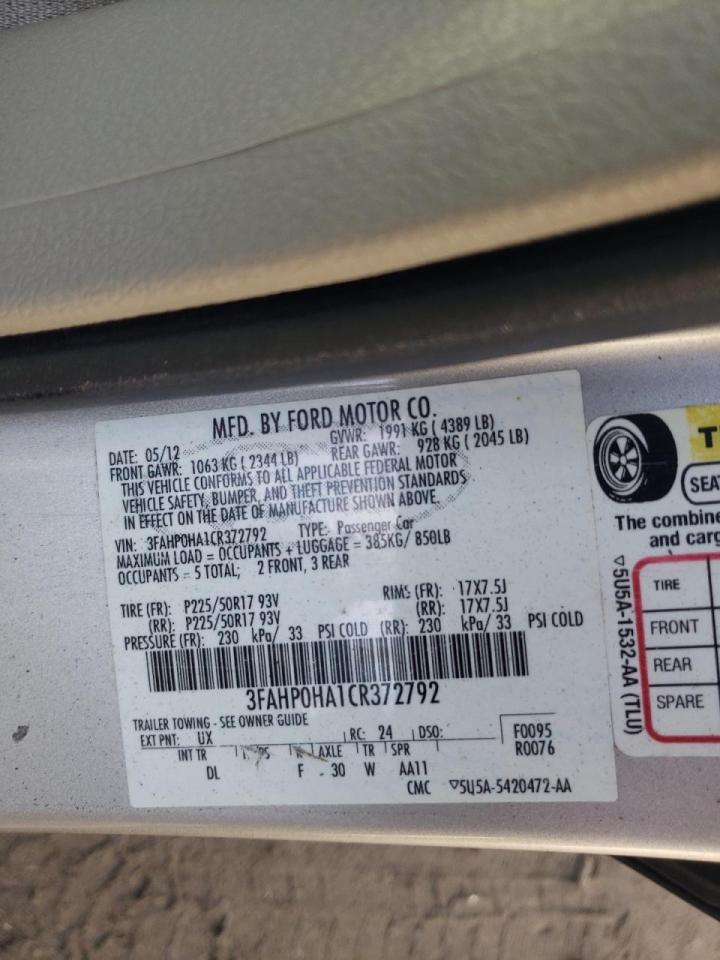 MFD. BY FORD MOTOR CO.
DATE: 05/12 GVWR: 1991 KG ( 4389 LB)
FRONT GAWR: 1063 KG ( 2344 LB) REAR GAWR: 928 KG ( 2045 LB)
THIS VEHICLE CONFORMS TO ALL APPLICABLE FEDERAL MOTOR
VEHICLE SAFETY, BUMPER, AND THEFT PREVENTION STANDARDS
IN EFFECT ON THE DATE OF MANUFACTURE SHOWN ABOVE.
VIN: 3FAHP0HA1CR372792 TYPE: Passenger Car
MAXIMUM LOAD = OCCUPANTS + LUGGAGE = 385KG/ 850LB
OCCUPANTS = 5 TOTAL; 2 FRONT, 3 REAR
TIRE (FR): P225/50R17 93V RIMS (FR): 17X7.5J
(RR): P225/50R17 93V (RR): 17X7.5J
PRESSURE (FR): 230 kPa/ 33 PSI COLD (RR): 230 kPa/ 33 PSI COLD
3FAHP0HA1CR372792
TRAILER TOWING - SEE OWNER GUIDE
EXT PNT: UX RC: 24 DSO: F0095
INT TR AXLE TR SPR R0076
DL F 30 W AA11
CMC ▽5U5A-5420472-AA
T
SEAT
The combine
and carg
▽5U5A-1532-AA (TLU)
TIRE
FRONT
REAR
SPARE